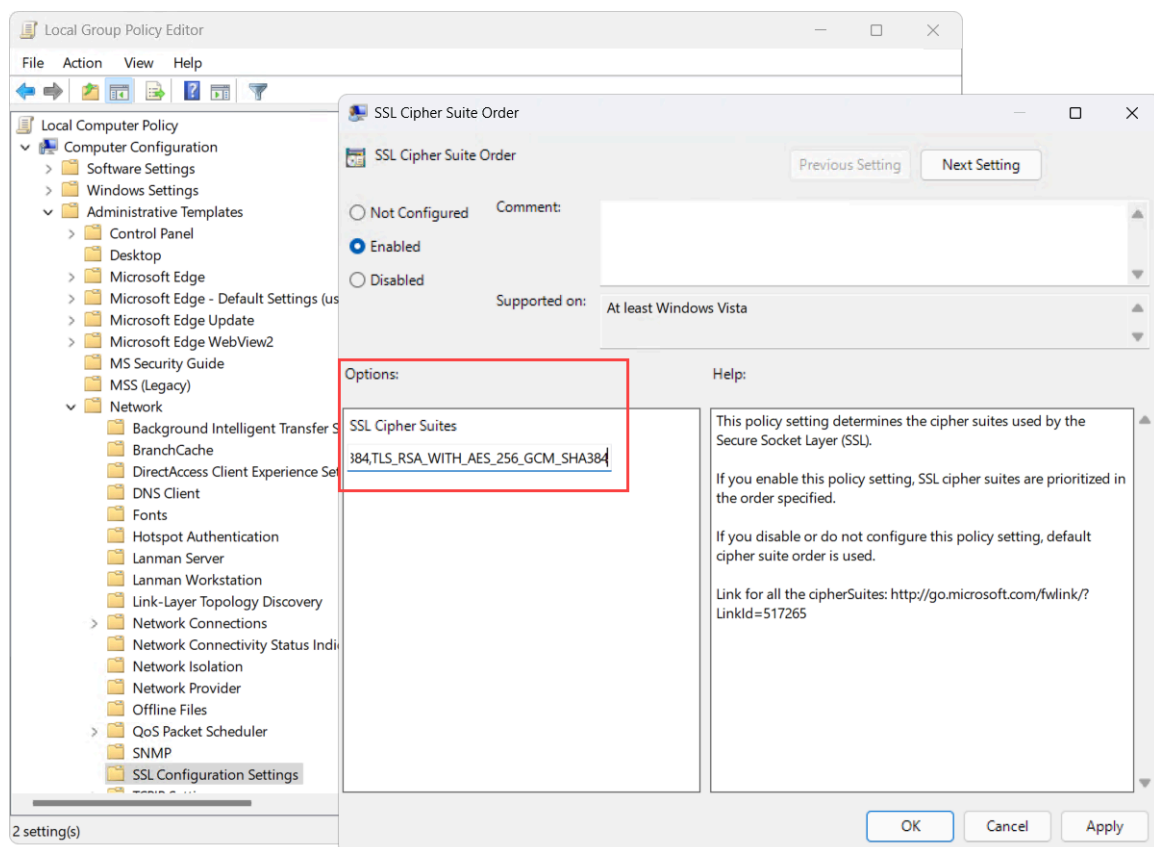 Local Group Policy Editor
File Action View Help
Local Computer Policy
Computer Configuration
Software Settings
Windows Settings
Administrative Templates
Control Panel
Desktop
Microsoft Edge
Microsoft Edge - Default Settings (us
Microsoft Edge Update
Microsoft Edge WebView2
MS Security Guide
MSS (Legacy)
Network
Background Intelligent Transfer S
BranchCache
DirectAccess Client Experience Set
DNS Client
Fonts
Hotspot Authentication
Lanman Server
Lanman Workstation
Link-Layer Topology Discovery
Network Connections
Network Connectivity Status Indi
Network Isolation
Network Provider
Offline Files
QoS Packet Scheduler
SNMP
SSL Configuration Settings
2 setting(s)
SSL Cipher Suite Order
SSL Cipher Suite Order
Previous Setting
Next Setting
Not Configured
Enabled
Disabled
Comment:
Supported on:
At least Windows Vista
Options:
SSL Cipher Suites
384,TLS_RSA_WITH_AES_256_GCM_SHA384
Help:
This policy setting determines the cipher suites used by the
Secure Socket Layer (SSL).
If you enable this policy setting, SSL cipher suites are prioritized in
the order specified.
If you disable or do not configure this policy setting, default
cipher suite order is used.
Link for all the cipherSuites: http://go.microsoft.com/fwlink/?
LinkId=517265
OK
Cancel
Apply